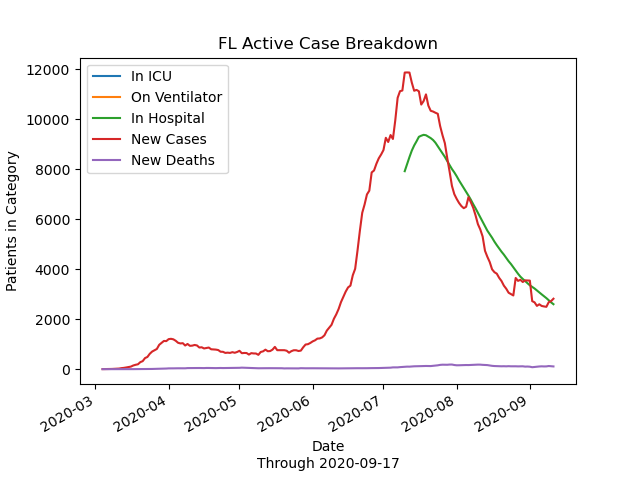 FL Active Case Breakdown
In ICU
On Ventilator
In Hospital
New Cases
New Deaths
Patients in Category
12000
10000
8000
6000
4000
2000
0
2020-03
2020-04
2020-05
2020-06
2020-07
2020-08
2020-09
Date
Through 2020-09-17